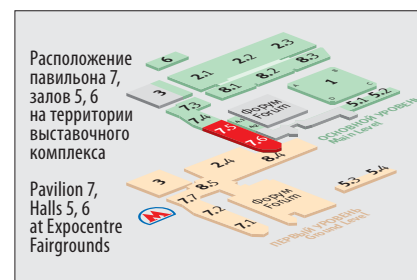 Расположение
павильона 7,
залов 5, 6
на территории
выставочного
комплекса
Pavilion 7,
Halls 5, 6
at Expocentre
Fairgrounds
6
2.1 2.2 2.3
3
8.1 8.2 8.3
7.3
7.4
Форум
Forum
1
5.1 5.2
7.5
7.6
ОСНОВНОЙ УРОВЕНЬ
Main Level
3
2.4 8.4
7.7 8.5
7.2
7.1
Форум
Forum
5.3 5.4
ПЕРВЫЙ УРОВЕНЬ
Ground Level
М